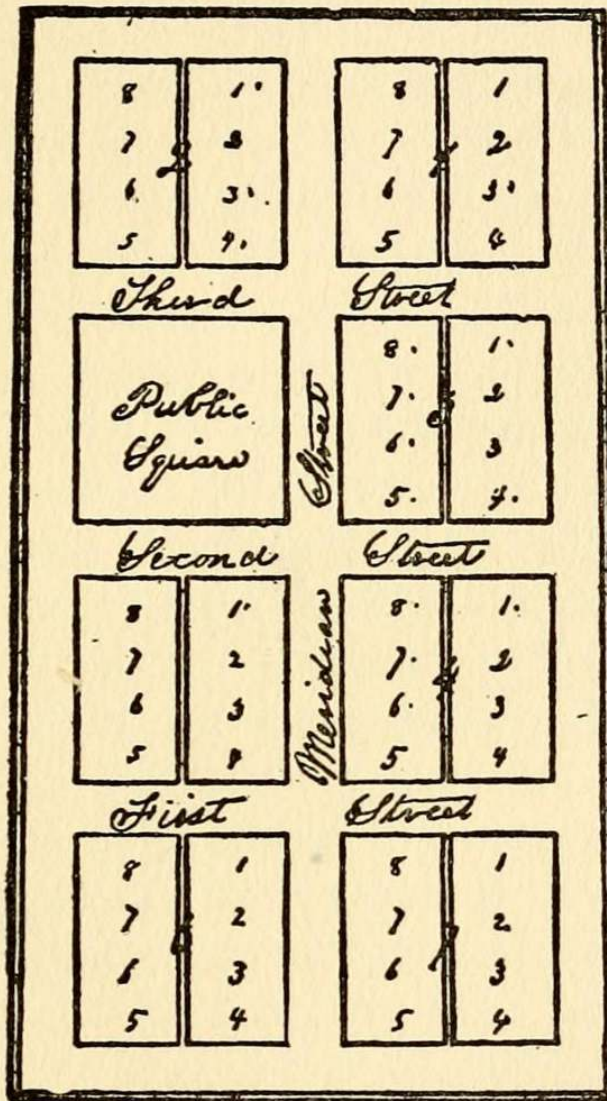 8 1. 8 1
7 2 7 2
6. 3. 6 3.
5 4. 5 4
Third Street
8. 1.
Public 7. 2
Square 6. 3
Street
5. 4.
Second Street
8 1. 8. 1.
7 2 7. 2
6 3 6. 3
5 4 5 4
Meridian
First Street
8 1 8 1
7 2 7 2
6 3 6 3
5 4 5 4